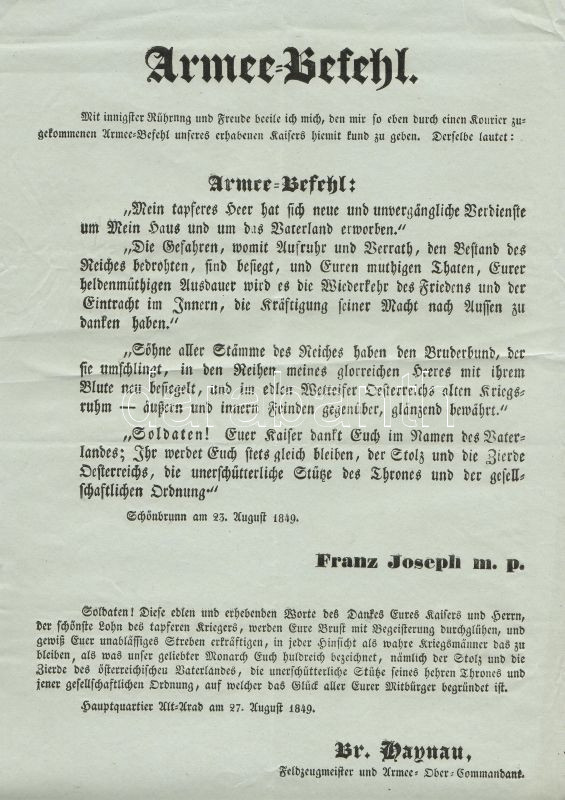 Armee-Befehl.
Mit innigster Rührnng und Freude beeile ich mich, den mir so eben durch einen Kourier zu-
gekommenen Armee-Befehl unseres erhabenen Kaisers hiemit kund zu geben. Derselbe lautet:
Armee-Befehl:
„Mein tapferes Heer hat sich neue und unvergängliche Verdienste
um Mein Haus und um das Vaterland erworben.“
„Die Gefahren, womit Aufruhr und Verrath, den Bestand des
Reiches bedrohten, sind besiegt, und Euren muthigen Thaten, Eurer
heldenmüthigen Ausdauer wird es die Wiederkehr des Friedens und der
Eintracht im Innern, die Kräftigung seiner Macht nach Aussen zu
danken haben.“
„Söhne aller Stämme des Reiches haben den Bruderbund, der
sie umschlingt, in den Reihen meines glorreichen Heres mit ihrem
Blute neu besiegelt, und im edlen Wetteifer Oesterreichs alten Kriegs-
ruhm — äußern und innern Feinden gegenüber, glänzend bewährt.“
„Soldaten! Euer Kaiser dankt Euch im Namen des Vater-
landes; Ihr werdet Euch stets gleich bleiben, der Stolz und die Zierde
Oesterreichs, die unerschütterliche Stütze des Thrones und der gesell-
schaftlichen Ordnung“
Schönbrunn am 23. August 1849.
Franz Joseph m. p.
Soldaten! Diese edlen und erhebenden Worte des Dankes Eures Kaisers und Herrn,
der schönste Lohn des tapferen Kriegers, werden Eure Brust mit Begeisterung durchglühen, und
gewiß Euer unablässiges Streben erkräftigen, in jeder Hinsicht als wahre Kriegsmänner das zu
bleiben, als was unser geliebter Monarch Euch huldreich bezeichnet, nämlich der Stolz und die
Zierde des österreichischen Vaterlandes, die unerschütterliche Stütze seines hehren Thrones und
jener gesellschaftlichen Ordnung, auf welcher das Glück aller Eurer Mitbürger begründet ist.
Hauptquartier Alt-Arad am 27. August 1849.
Br. Haynau,
Feldzeugmeister und Armee- Ober-Commandant.
darabanth